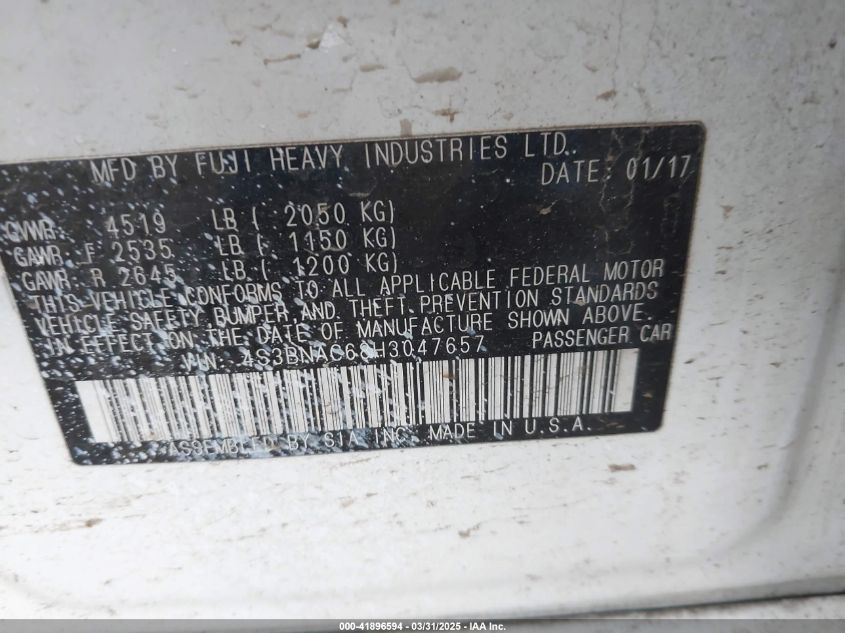 MFD BY FUJI HEAVY INDUSTRIES LTD.
DATE: 01/17
GVWR: 4519 LB ( 2050 KG)
GAWR: F 2535 LB ( 1150 KG)
GAWR: R 2645 LB ( 1200 KG)
THIS VEHICLE CONFORMS TO ALL APPLICABLE FEDERAL MOTOR
VEHICLE SAFETY BUMPER AND THEFT PREVENTION STANDARDS
IN EFFECT ON THE DATE OF MANUFACTURE SHOWN ABOVE.
VIN: 4S3BNAC68H3047657 PASSENGER CAR
ASSEMBLED BY SIA INC. MADE IN U.S.A.
000-41896594 - 03/31/2025 - IAA Inc.